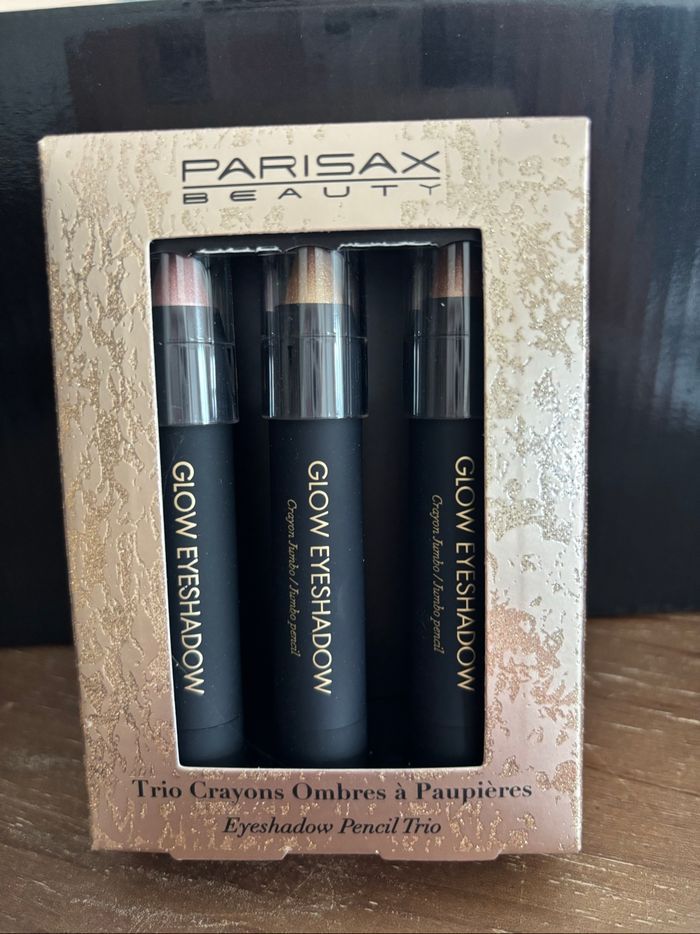 PARISAX
BEAUTY
GLOW EYESHADOW
GLOW EYESHADOW
Crayon Jumbo / Jumbo pencil
GLOW EYESHADOW
Crayon Jumbo / Jumbo pencil
Trio Crayons Ombres à Paupières
Eyeshadow Pencil Trio